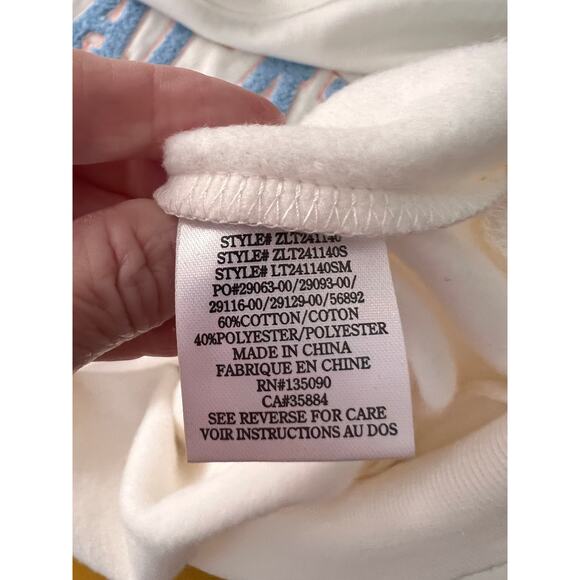 STYLE# ZLT241140
STYLE# ZLT241140S
STYLE# LT241140SM
PO#29063-00/29093-00/
29116-00/29129-00/56892
60%COTTON/COTON
40%POLYESTER/POLYESTER
MADE IN CHINA
FABRIQUE EN CHINE
RN#135090
CA#35884
SEE REVERSE FOR CARE
VOIR INSTRUCTIONS AU DOS